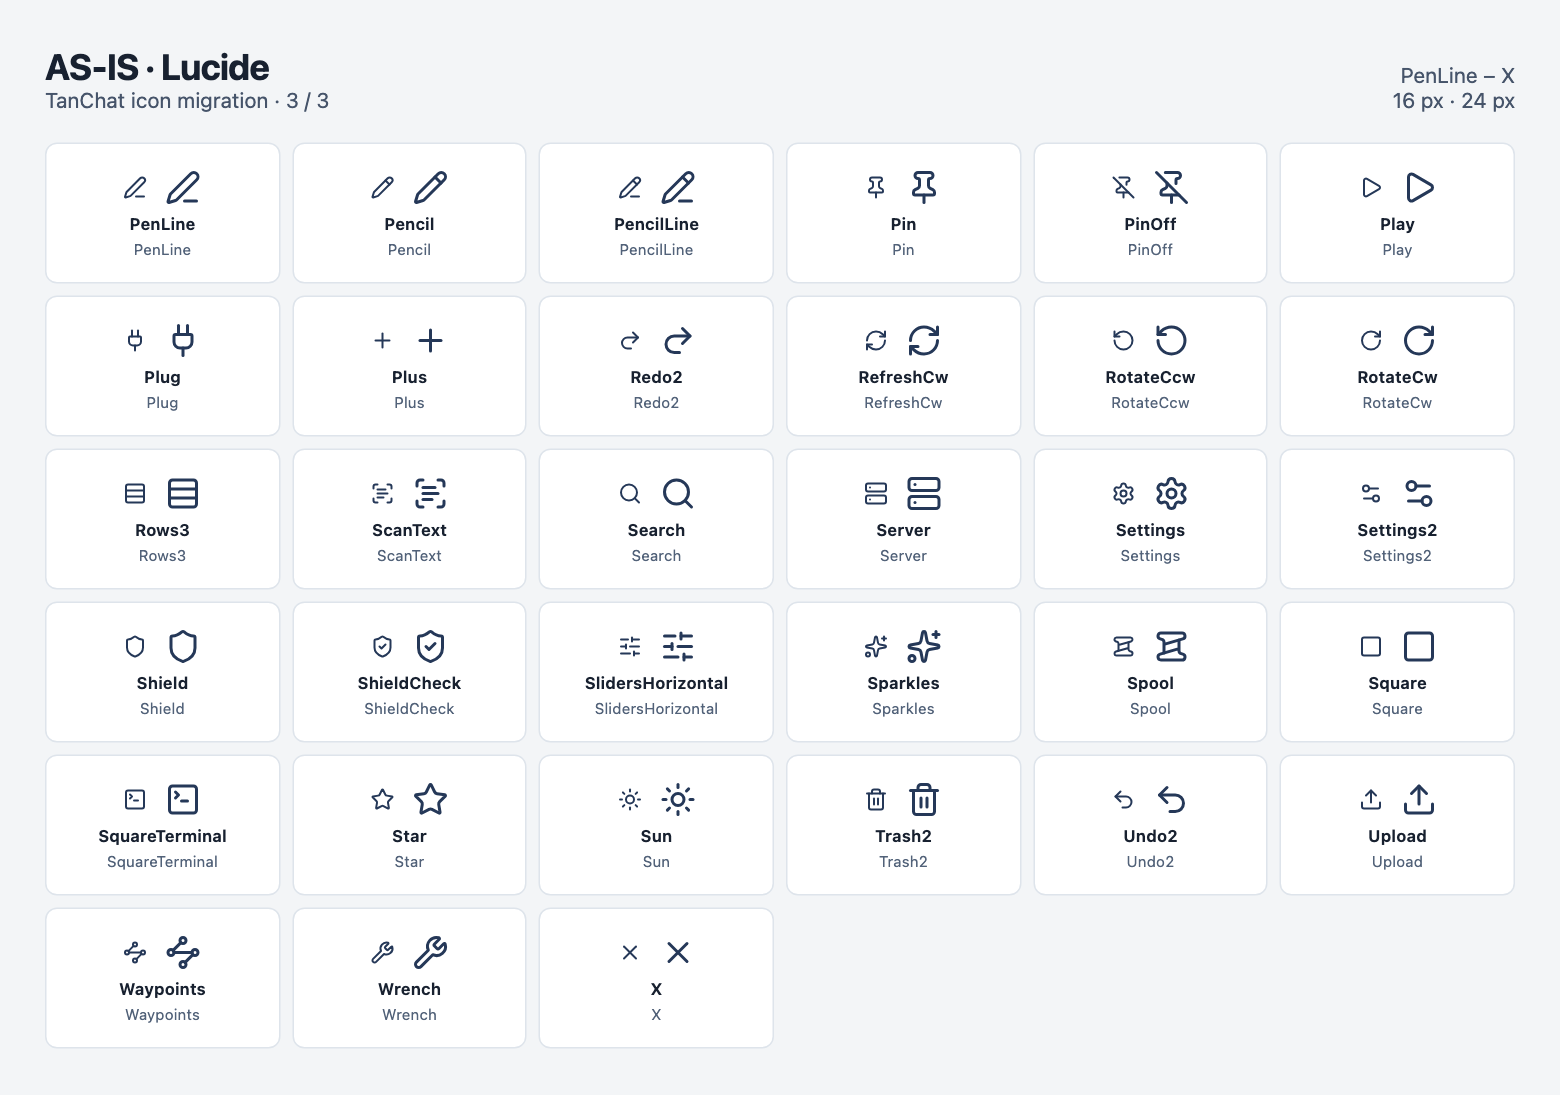 AS-IS · Lucide
TanChat icon migration · 3 / 3
PenLine – X
16 px · 24 px
PenLine
PenLine
Pencil
Pencil
PencilLine
PencilLine
Pin
Pin
PinOff
PinOff
Play
Play
Plug
Plug
Plus
Plus
Redo2
Redo2
RefreshCw
RefreshCw
RotateCcw
RotateCcw
RotateCw
RotateCw
Rows3
Rows3
ScanText
ScanText
Search
Search
Server
Server
Settings
Settings
Settings2
Settings2
Shield
Shield
ShieldCheck
ShieldCheck
SlidersHorizontal
SlidersHorizontal
Sparkles
Sparkles
Spool
Spool
Square
Square
SquareTerminal
SquareTerminal
Star
Star
Sun
Sun
Trash2
Trash2
Undo2
Undo2
Upload
Upload
Waypoints
Waypoints
Wrench
Wrench
X
X